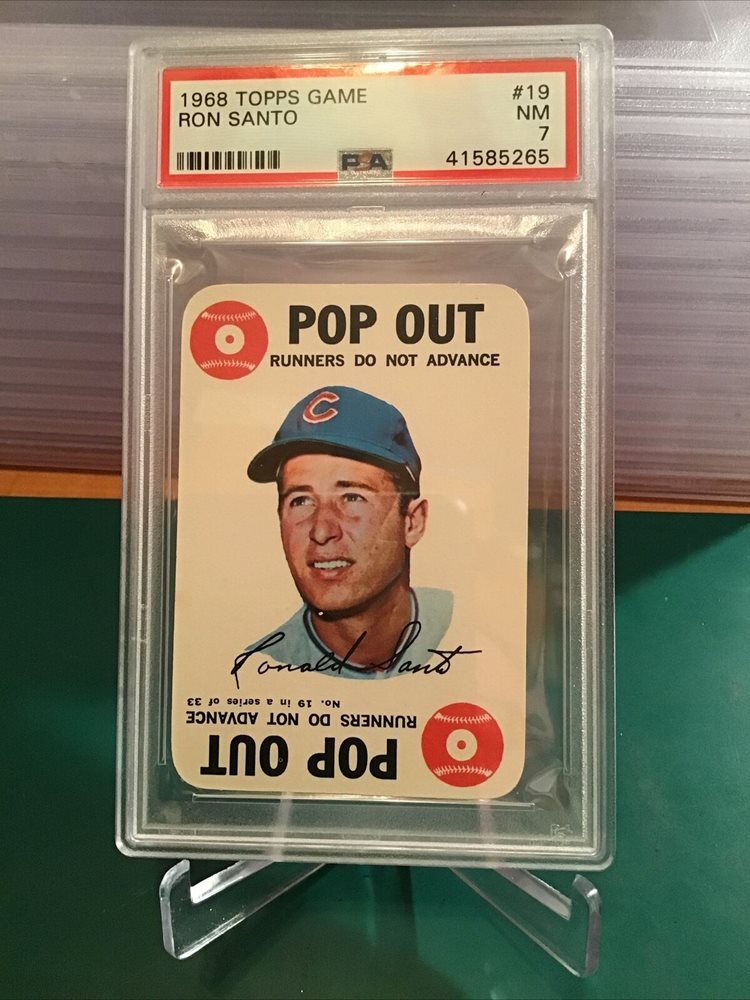 1968 TOPPS GAME #19
RON SANTO NM
7
PSA 41585265
POP OUT
RUNNERS DO NOT ADVANCE
C
Ronald Santo
No. 19 in a series of 33
RUNNERS DO NOT ADVANCE
POP OUT